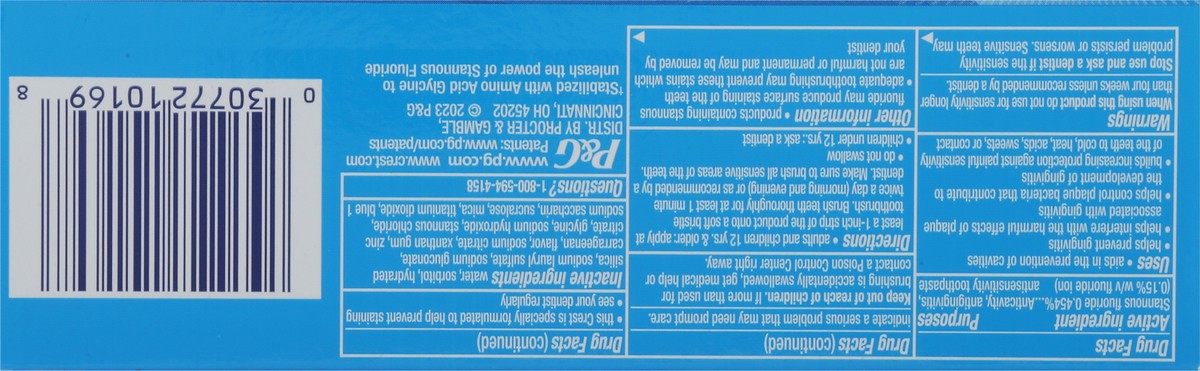 Drug Facts
Active ingredient Purposes
Stannous fluoride 0.454%...Anticavity, antigingivitis,
(0.15% w/v fluoride ion) antisensitivity toothpaste
Uses • aids in the prevention of cavities
• helps prevent gingivitis
• helps interfere with the harmful effects of plaque
associated with gingivitis
• helps control plaque bacteria that contribute to
the development of gingivitis
• builds increasing protection against painful sensitivity
of the teeth to cold, heat, acids, sweets, or contact
Warnings
When using this product do not use for sensitivity longer
than four weeks unless recommended by a dentist.
Stop use and ask a dentist if the sensitivity
problem persists or worsens. Sensitive teeth may
Drug Facts (continued)
indicate a serious problem that may need prompt care.
Keep out of reach of children. If more than used for
brushing is accidentally swallowed, get medical help or
contact a Poison Control Center right away.
Directions • adults and children 12 yrs. & older: apply at
least a 1-inch strip of the product onto a soft bristle
toothbrush. Brush teeth thoroughly for at least 1 minute
twice a day (morning and evening) or as recommended by a
dentist. Make sure to brush all sensitive areas of the teeth.
• do not swallow
• children under 12 yrs.: ask a dentist
Other information • products containing stannous
fluoride may produce surface staining of the teeth
• adequate toothbrushing may prevent these stains which
are not harmful or permanent and may be removed by
your dentist
Drug Facts (continued)
• this Crest is specially formulated to help prevent staining
• see your dentist regularly
Inactive ingredients water, sorbitol, hydrated
silica, sodium lauryl sulfate, sodium gluconate,
carrageenan, flavor, sodium citrate, xanthan gum, zinc
citrate, glycine, sodium hydroxide, stannous chloride,
sodium saccharin, sucralose, mica, titanium dioxide, blue 1
Questions? 1-800-594-4158
P&G www.pg.com www.crest.com
Patents: www.pg.com/patents
DISTR. BY PROCTER & GAMBLE,
CINCINNATI, OH 45202 © 2023 P&G
†Stabilized with Amino Acid Glycine to
unleash the power of Stannous Fluoride
0 30772 10169 8